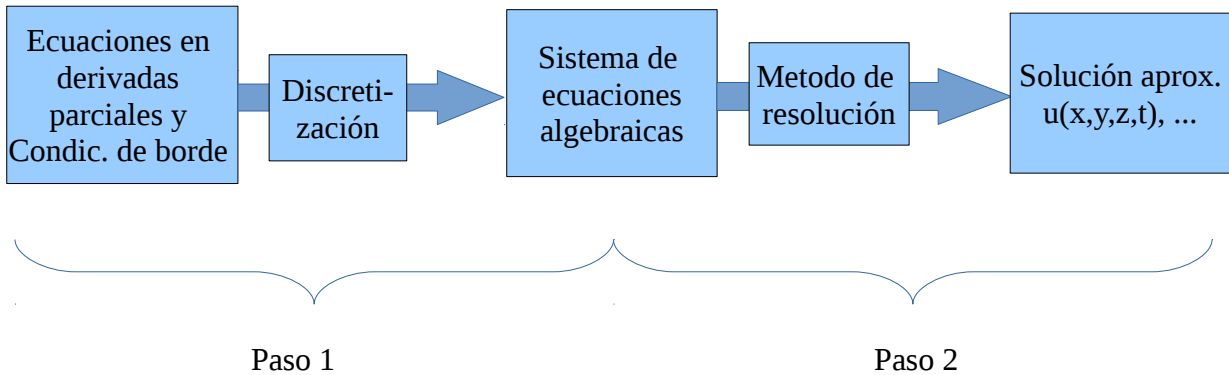 Ecuaciones en
derivadas
parciales y
Condic. de borde
Discreti-
zación
Sistema de
ecuaciones
algebraicas
Metodo de
resolución
Solución aprox.
u(x,y,z,t), ...
Paso 1
Paso 2